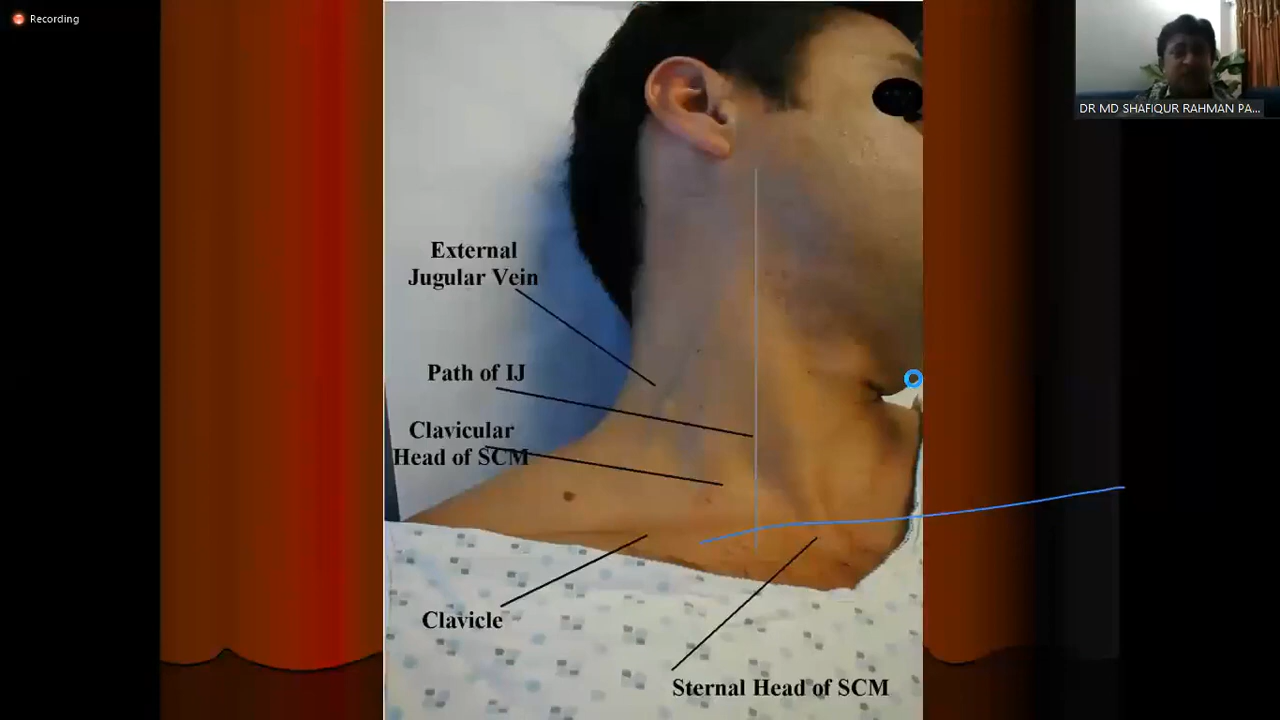 Recording
DR MD SHAFIQUR RAHMAN PA...
External
Jugular Vein
Path of IJ
Clavicular
Head of SCM
Clavicle
Sternal Head of SCM